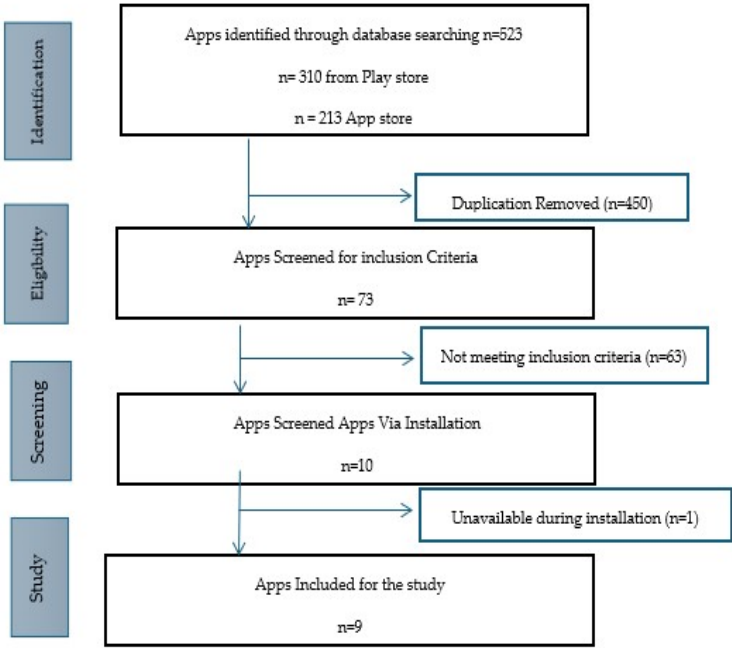 Identification
Apps identified through database searching n=523
n= 310 from Play store
n = 213 App store
Duplication Removed (n=450)
Eligibility
Apps Screened for inclusion Criteria
n= 73
Not meeting inclusion criteria (n=63)
Screening
Apps Screened Apps Via Installation
n=10
Unavailable during installation (n=1)
Study
Apps Included for the study
n=9